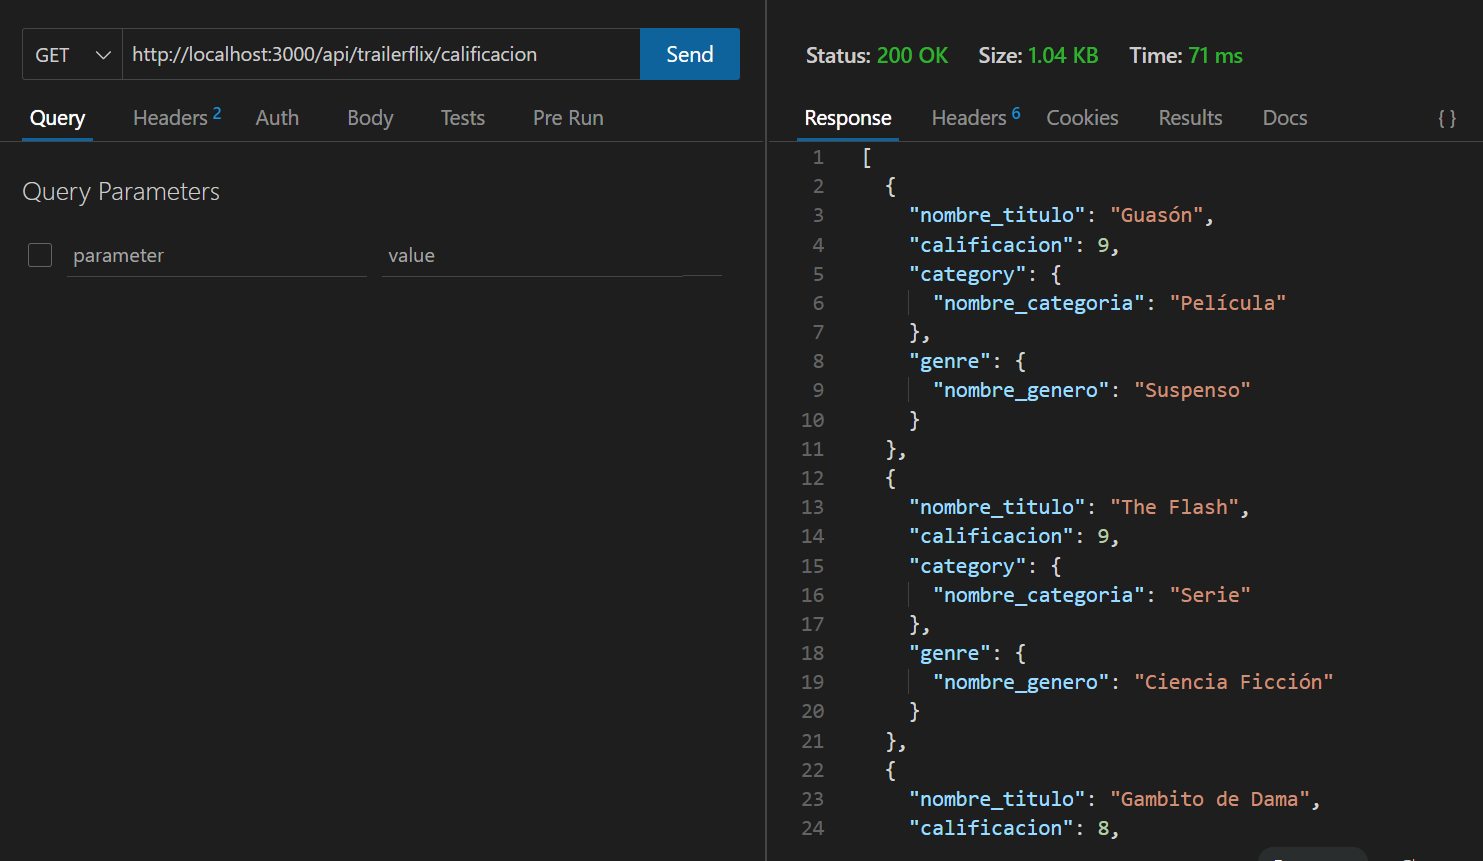 GET http://localhost:3000/api/trailerflix/calificacion Send
Query Headers 2 Auth Body Tests Pre Run
Query Parameters
parameter value
Status: 200 OK Size: 1.04 KB Time: 71 ms
Response Headers 6 Cookies Results Docs { }
1 [
2 {
3 "nombre_titulo": "Guasón",
4 "calificacion": 9,
5 "category": {
6 "nombre_categoria": "Película"
7 },
8 "genre": {
9 "nombre_genero": "Suspenso"
10 }
11 },
12 {
13 "nombre_titulo": "The Flash",
14 "calificacion": 9,
15 "category": {
16 "nombre_categoria": "Serie"
17 },
18 "genre": {
19 "nombre_genero": "Ciencia Ficción"
20 }
21 },
22 {
23 "nombre_titulo": "Gambito de Dama",
24 "calificacion": 8,